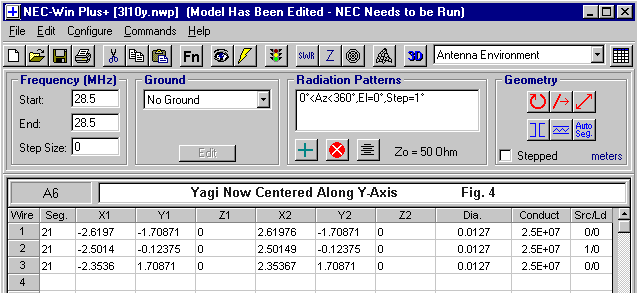 NEC-Win Plus+ [3l10y.nwp] (Model Has Been Edited - NEC Needs to be Run)
File Edit Configure Commands Help
Fn SWR Z 3D Antenna Environment
Frequency (MHz) Ground Radiation Patterns Geometry
Start: 28.5 No Ground 0°<Az<360°,El=0°,Step=1°
End: 28.5
Step Size: 0 Edit Zo = 50 Ohm Auto Seg.
Stepped meters
A6 Yagi Now Centered Along Y-Axis Fig. 4
Wire Seg. X1 Y1 Z1 X2 Y2 Z2 Dia. Conduct Src/Ld
1 21 -2.6197 -1.70871 0 2.61976 -1.70871 0 0.0127 2.5E+07 0/0
2 21 -2.5014 -0.12375 0 2.50149 -0.12375 0 0.0127 2.5E+07 1/0
3 21 -2.3536 1.70871 0 2.35367 1.70871 0 0.0127 2.5E+07 0/0
4